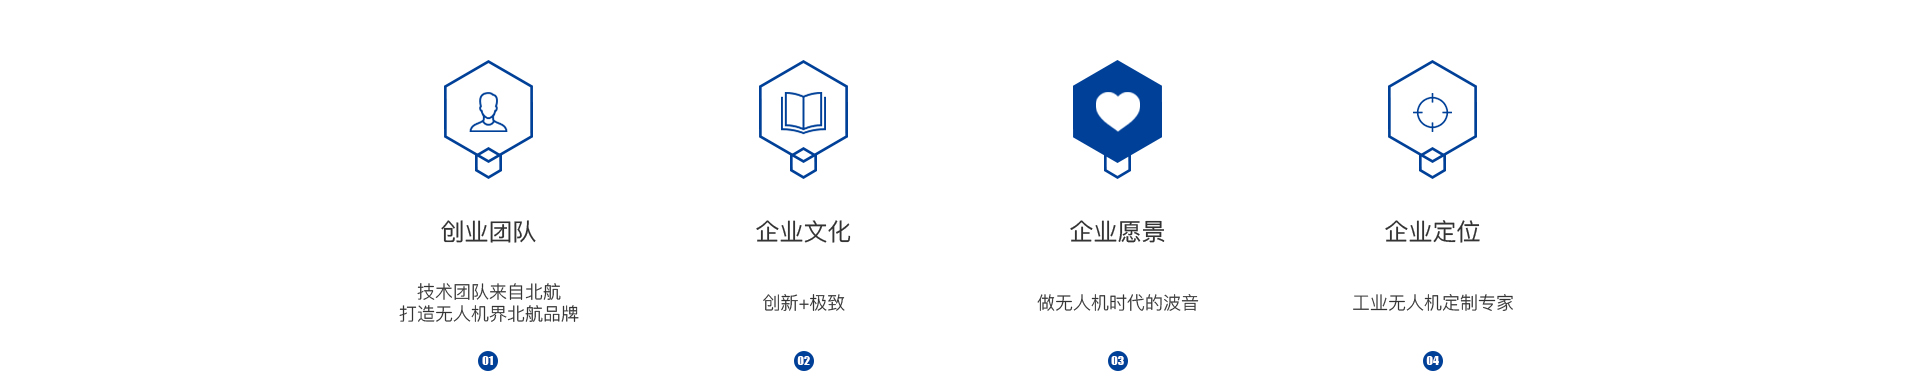 创业团队
技术团队来自北航
打造无人机界北航品牌
01
企业文化
创新+极致
02
企业愿景
做无人机时代的波音
03
企业定位
工业无人机定制专家
04